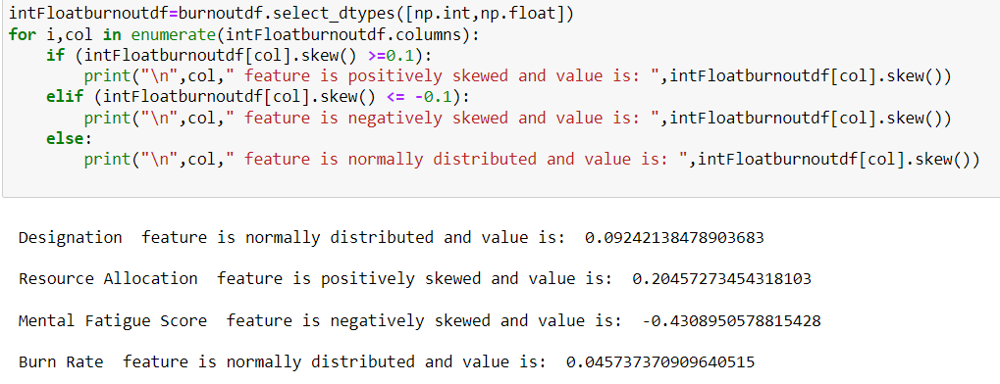 intFloatburnoutdf=burnoutdf.select_dtypes([np.int,np.float])
for i,col in enumerate(intFloatburnoutdf.columns):
    if (intFloatburnoutdf[col].skew() >=0.1):
        print("\n",col," feature is positively skewed and value is: ",intFloatburnoutdf[col].skew())
    elif (intFloatburnoutdf[col].skew() <= -0.1):
        print("\n",col," feature is negatively skewed and value is: ",intFloatburnoutdf[col].skew())
    else:
        print("\n",col," feature is normally distributed and value is: ",intFloatburnoutdf[col].skew())
Designation  feature is normally distributed and value is:  0.09242138478903683
Resource Allocation  feature is positively skewed and value is:  0.20457273454318103
Mental Fatigue Score  feature is negatively skewed and value is:  -0.4308950578815428
Burn Rate  feature is normally distributed and value is:  0.045737370909640515